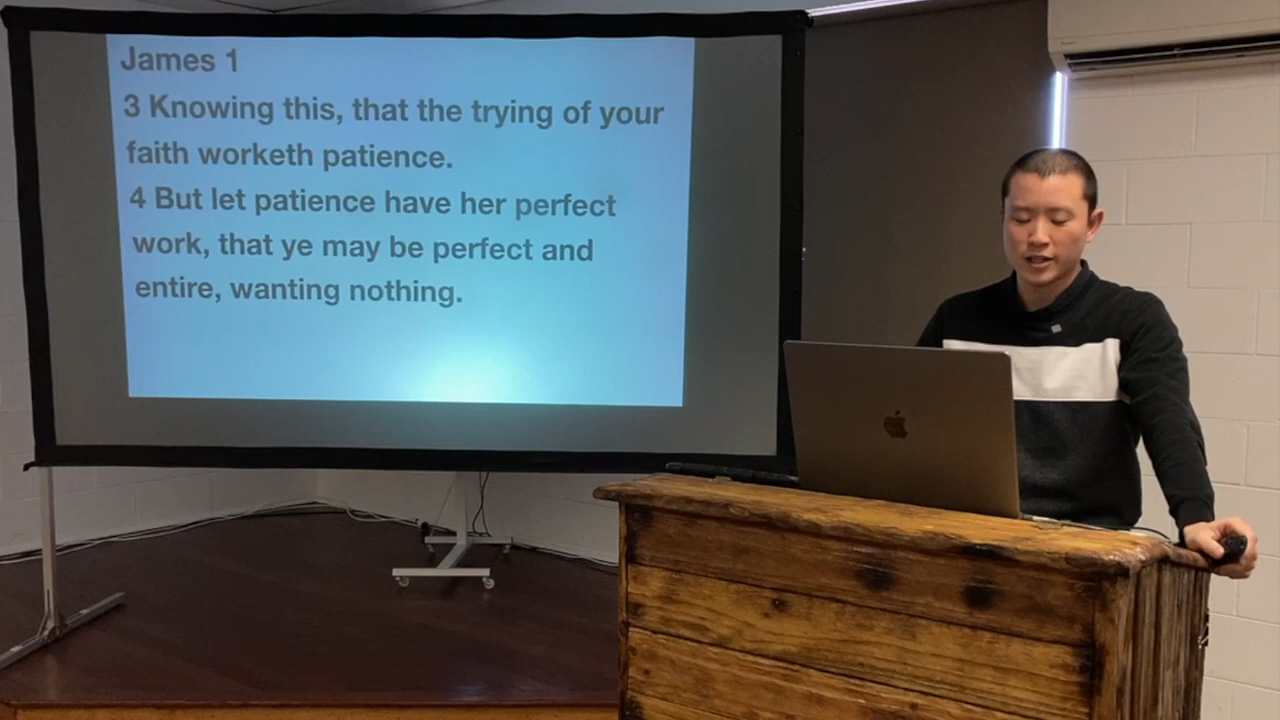 James 1
3 Knowing this, that the trying of your
faith worketh patience.
4 But let patience have her perfect
work, that ye may be perfect and
entire, wanting nothing.